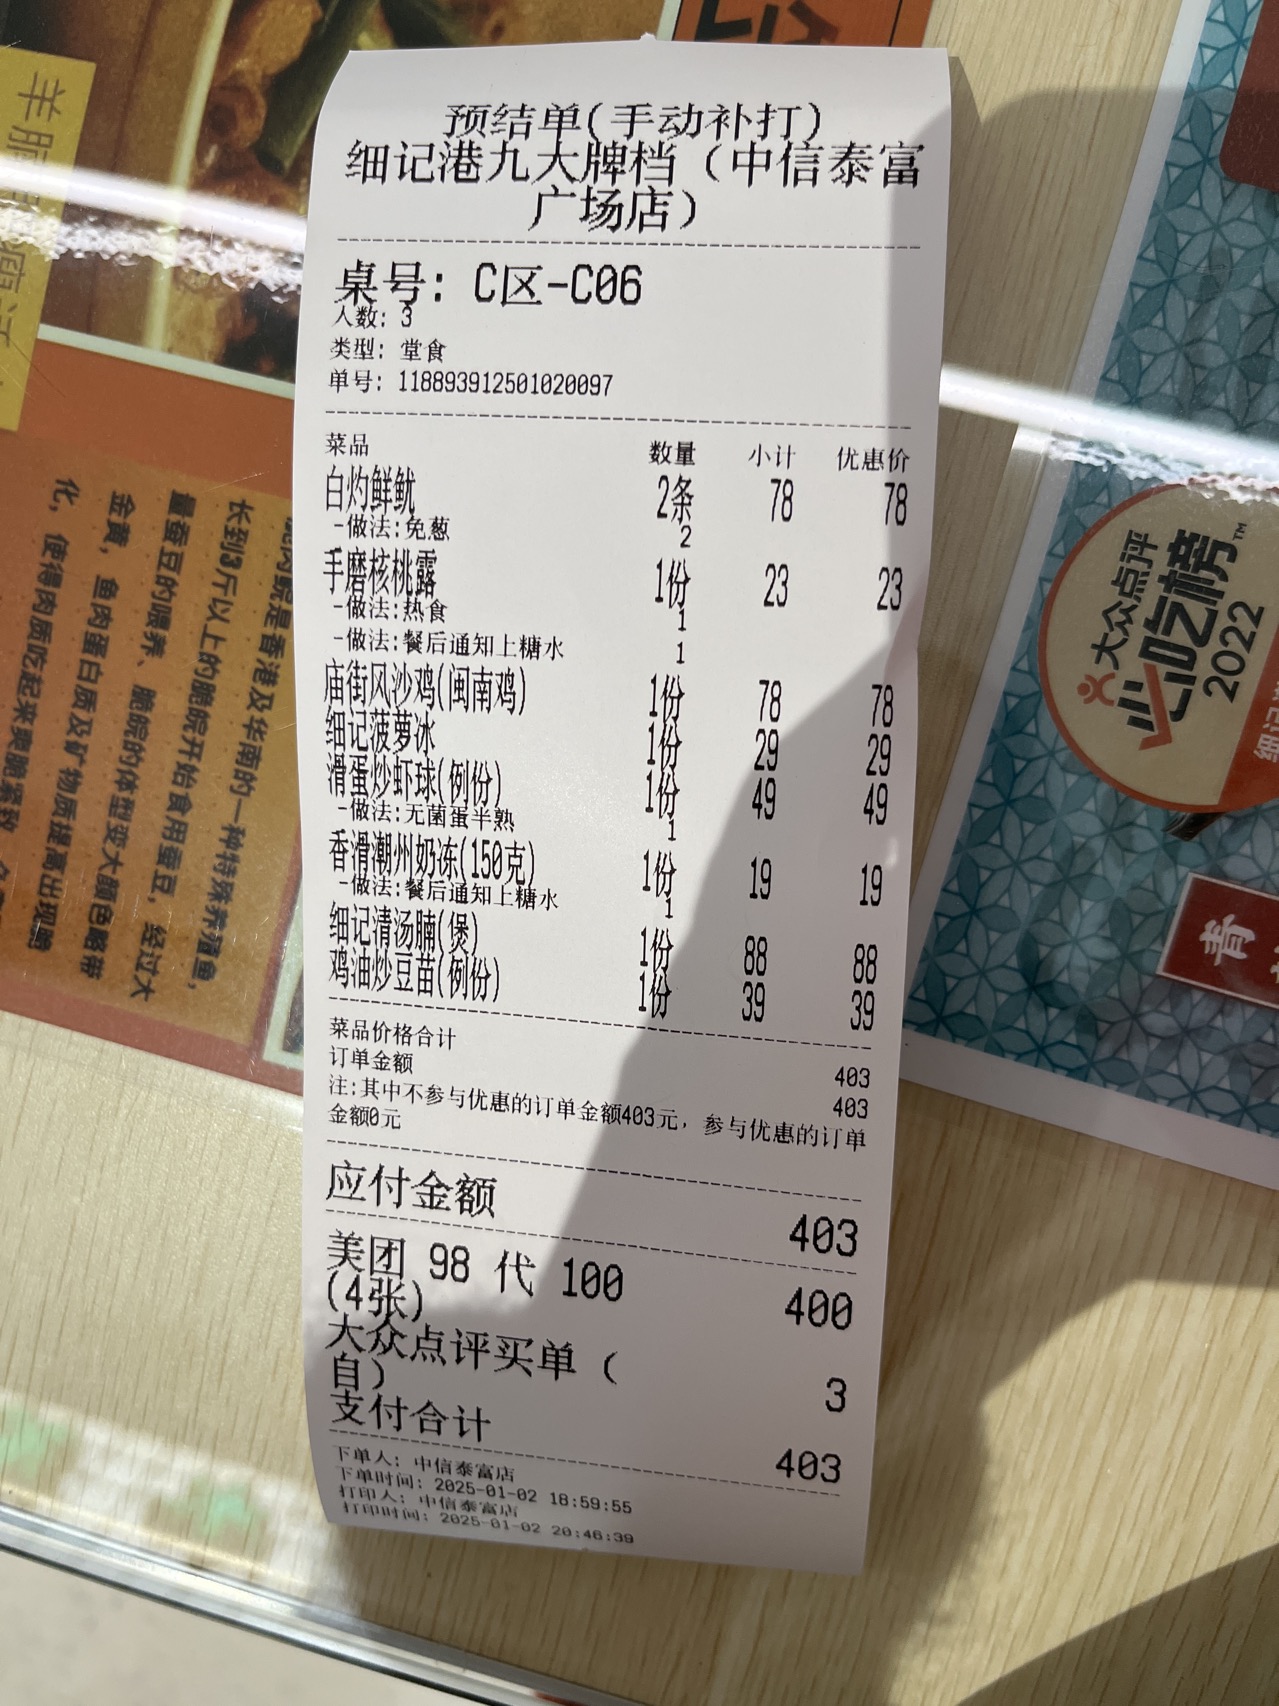 预结单(手动补打)
细记港九大牌档（中信泰富
广场店）
桌号: C区-C06
人数: 3
类型: 堂食
单号: 118893912501020097
菜品 数量 小计 优惠价
白灼鲜鱿 2条 78 78
-做法:免葱 2
手磨核桃露 1份 23 23
-做法:热食 1
-做法:餐后通知上糖水 1
庙街风沙鸡(闽南鸡) 1份 78 78
细记菠萝冰 1份 29 29
滑蛋炒虾球(例份) 1份 49 49
-做法:无菌蛋半熟 1
香滑潮州奶冻(150克) 1份 19 19
-做法:餐后通知上糖水 1
细记清汤腩(煲) 1份 88 88
鸡油炒豆苗(例份) 1份 39 39
菜品价格合计 403
订单金额 403
注:其中不参与优惠的订单金额403元, 参与优惠的订单
金额0元
应付金额 403
美团 98 代 100
(4张) 400
大众点评买单（
自） 3
支付合计 403
下单人: 中信泰富店
下单时间: 2025-01-02 18:59:55
打印人: 中信泰富店
打印时间: 2025-01-02 20:46:39
长到3斤以上的脆脘开始食用蚕豆, 经过大
量蚕豆的喂养、脆脘的体型变大颜色略带
金黄, 鱼肉蛋白质及矿物质提高出现脆
化, 使得肉质吃起来爽脆紧致
大众点评
必吃榜™
2022
青